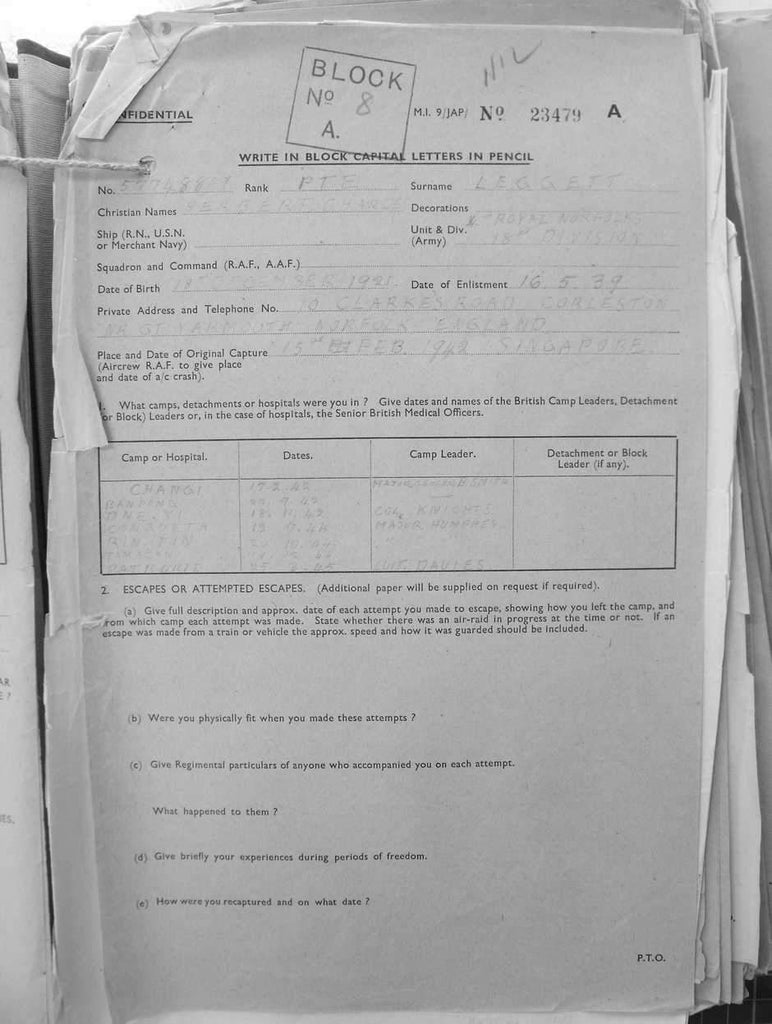 BLOCK
Nº 8
A.
NIL
NFIDENTIAL
M.I. 9/JAP/ Nº 23479 A
WRITE IN BLOCK CAPITAL LETTERS IN PENCIL
No. Rank PTE Surname LEGGETT
Christian Names HERBERT CHARLES Decorations
Ship (R.N., U.S.N.
or Merchant Navy)
Unit & Div. ROYAL NORFOLKS
(Army) 18TH DIVISION
Squadron and Command (R.A.F., A.A.F.)
Date of Birth 1921. Date of Enlistment 16. 5. 39
Private Address and Telephone No. 10 CLARKES ROAD GORLESTON
NR GT YARMOUTH NORFOLK ENGLAND
Place and Date of Original Capture 15TH FEB. 1942 SINGAPORE
(Aircrew R.A.F. to give place
and date of a/c crash).
1. What camps, detachments or hospitals were you in ? Give dates and names of the British Camp Leaders, Detachment
or Block) Leaders or, in the case of hospitals, the Senior British Medical Officers.
Camp or Hospital. Dates. Camp Leader. Detachment or Block
Leader (if any).
CHANGI 17. 2. 42
COL KNIGHTS
MAJOR
DAVIES
2. ESCAPES OR ATTEMPTED ESCAPES. (Additional paper will be supplied on request if required).
(a) Give full description and approx. date of each attempt you made to escape, showing how you left the camp, and
rom which camp each attempt was made. State whether there was an air-raid in progress at the time or not. If an
escape was made from a train or vehicle the approx. speed and how it was guarded should be included.
(b) Were you physically fit when you made these attempts ?
(c) Give Regimental particulars of anyone who accompanied you on each attempt.
What happened to them ?
(d) Give briefly your experiences during periods of freedom.
(e) How were you recaptured and on what date ?
P.T.O.